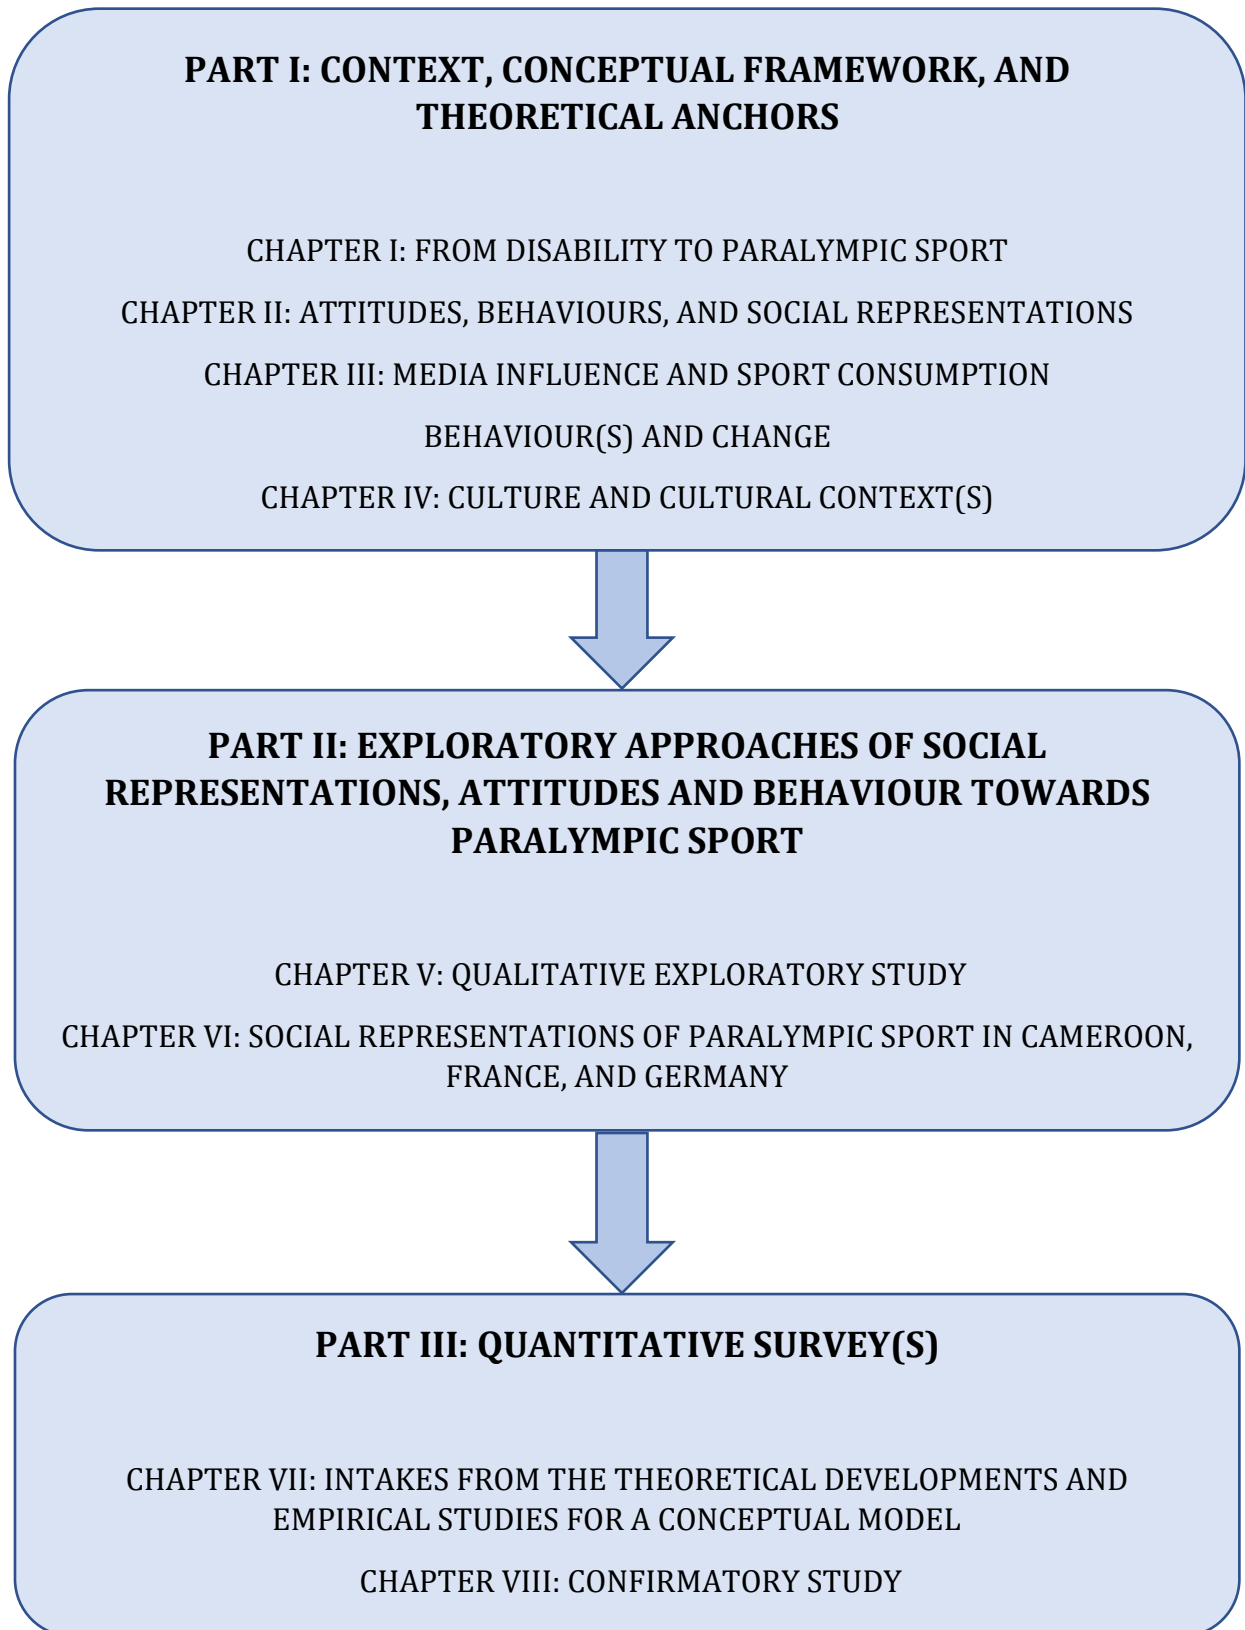 PART I: CONTEXT, CONCEPTUAL FRAMEWORK, AND
THEORETICAL ANCHORS
CHAPTER I: FROM DISABILITY TO PARALYMPIC SPORT
CHAPTER II: ATTITUDES, BEHAVIOURS, AND SOCIAL REPRESENTATIONS
CHAPTER III: MEDIA INFLUENCE AND SPORT CONSUMPTION
BEHAVIOUR(S) AND CHANGE
CHAPTER IV: CULTURE AND CULTURAL CONTEXT(S)
PART II: EXPLORATORY APPROACHES OF SOCIAL
REPRESENTATIONS, ATTITUDES AND BEHAVIOUR TOWARDS
PARALYMPIC SPORT
CHAPTER V: QUALITATIVE EXPLORATORY STUDY
CHAPTER VI: SOCIAL REPRESENTATIONS OF PARALYMPIC SPORT IN CAMEROON,
FRANCE, AND GERMANY
PART III: QUANTITATIVE SURVEY(S)
CHAPTER VII: INTAKES FROM THE THEORETICAL DEVELOPMENTS AND
EMPIRICAL STUDIES FOR A CONCEPTUAL MODEL
CHAPTER VIII: CONFIRMATORY STUDY